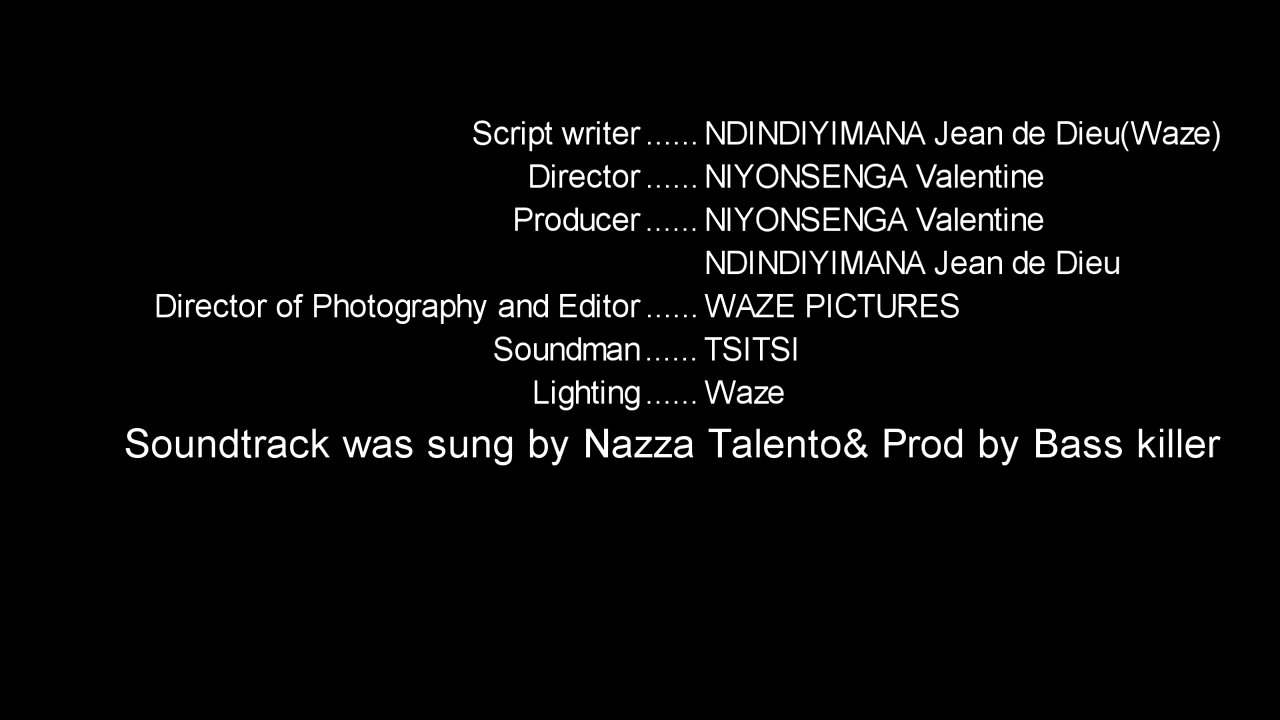 Script writer ...... NDINDIYIMANA Jean de Dieu(Waze)
Director ...... NIYONSENGA Valentine
Producer ...... NIYONSENGA Valentine
NDINDIYIMANA Jean de Dieu
Director of Photography and Editor ...... WAZE PICTURES
Soundman ...... TSITSI
Lighting ...... Waze
Soundtrack was sung by Nazza Talento& Prod by Bass killer